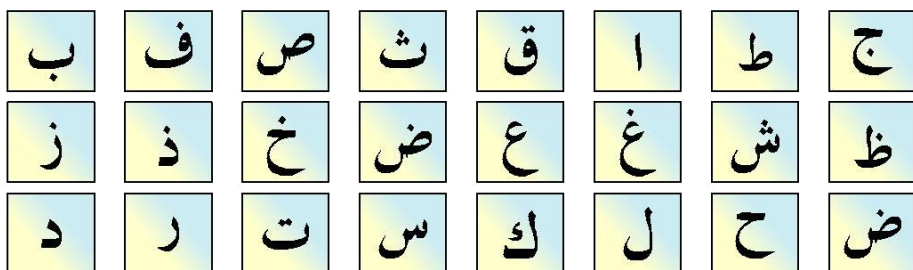 ج ط ا ق ث ص ف ب
ظ ش غ ع ض خ ذ ز
ض ح ل ك س ت ر د